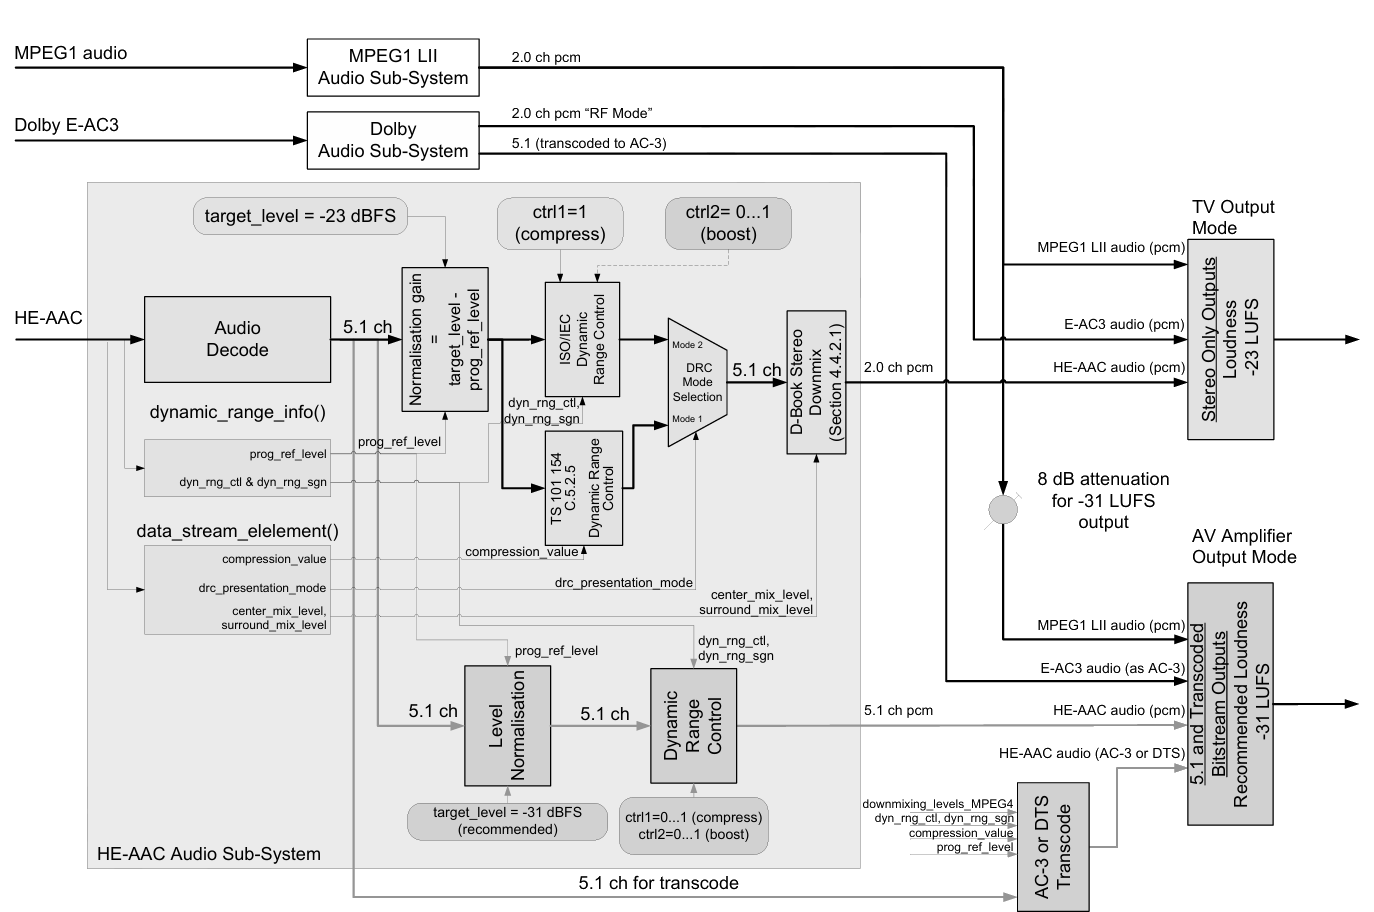 MPEG1 audio
MPEG1 LII
Audio Sub-System
2.0 ch pcm
Dolby E-AC3
Dolby
Audio Sub-System
2.0 ch pcm “RF Mode”
5.1 (transcoded to AC-3)
target_level = -23 dBFS
ctrl1=1
(compress)
ctrl2= 0...1
(boost)
TV Output
Mode
MPEG1 LII audio (pcm)
E-AC3 audio (pcm)
HE-AAC audio (pcm)
Stereo Only Outputs
Loudness
-23 LUFS
HE-AAC
Audio
Decode
5.1 ch
Normalisation gain
=
target_level -
prog_ref_level
ISO/IEC
Dynamic
Range Control
Mode 2
DRC
Mode
Selection
Mode 1
5.1 ch
D-Book Stereo
Downmix
(Section 4.4.2.1)
2.0 ch pcm
dyn_rng_ctl,
dyn_rng_sgn
dynamic_range_info()
prog_ref_level
prog_ref_level
dyn_rng_ctl & dyn_rng_sgn
TS 101 154
C.5.2.5
Dynamic Range
Control
8 dB attenuation
for -31 LUFS
output
data_stream_elelement()
compression_value
compression_value
drc_presentation_mode
drc_presentation_mode
center_mix_level,
surround_mix_level
center_mix_level,
surround_mix_level
AV Amplifier
Output Mode
MPEG1 LII audio (pcm)
E-AC3 audio (as AC-3)
HE-AAC audio (pcm)
HE-AAC audio (AC-3 or DTS)
5.1 and Transcoded
Bitstream Outputs
Recommended Loudness
-31 LUFS
prog_ref_level
dyn_rng_ctl,
dyn_rng_sgn
5.1 ch
Level
Normalisation
5.1 ch
Dynamic
Range
Control
5.1 ch pcm
target_level = -31 dBFS
(recommended)
ctrl1=0...1 (compress)
ctrl2=0...1 (boost)
downmixing_levels_MPEG4
dyn_rng_ctl, dyn_rng_sgn
compression_value
prog_ref_level
AC-3 or DTS
Transcode
HE-AAC Audio Sub-System
5.1 ch for transcode